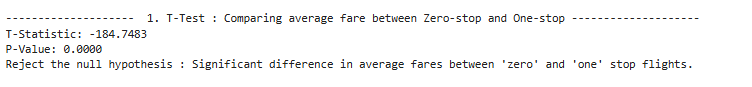 --------------------  1. T-Test : Comparing average fare between Zero-stop and One-stop --------------------
T-Statistic: -184.7483
P-Value: 0.0000
Reject the null hypothesis : Significant difference in average fares between 'zero' and 'one' stop flights.